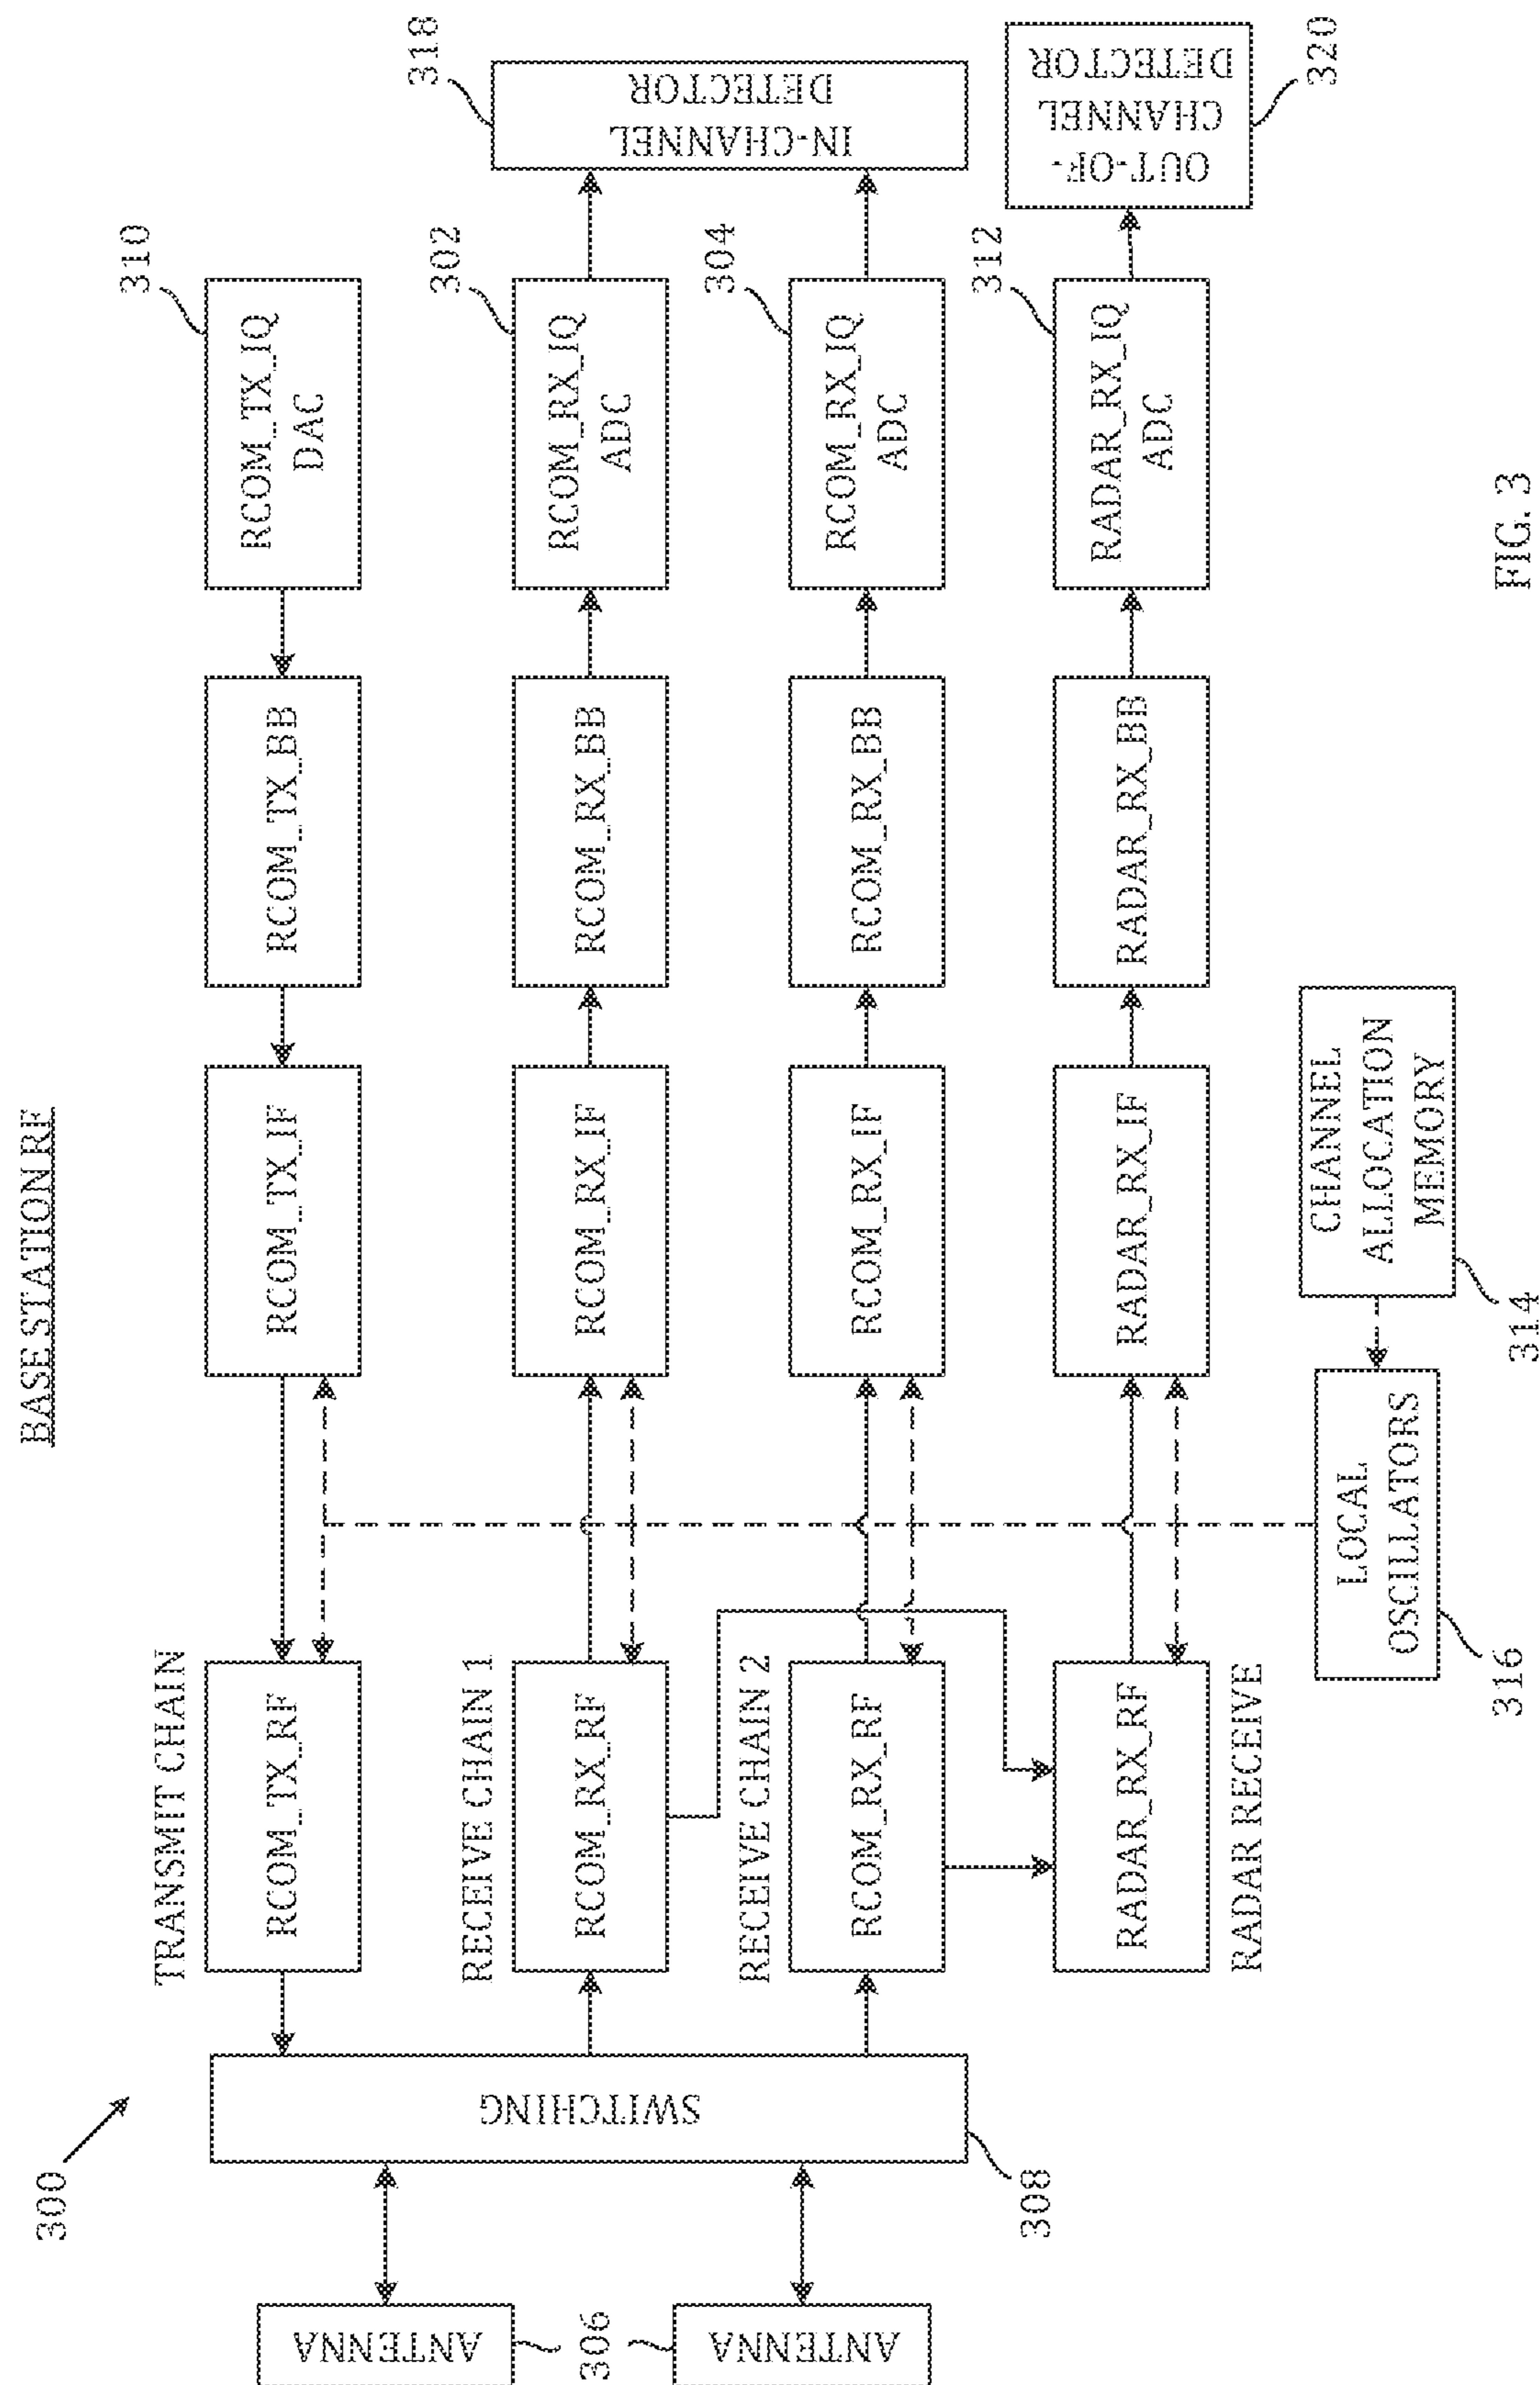 BASE STATION RF
300
TRANSMIT CHAIN
310
RCOM_TX_RF
RCOM_TX_IF
RCOM_TX_BB
RCOM_TX_IQ
DAC
RECEIVE CHAIN 1
302
318
RCOM_RX_RF
RCOM_RX_IF
RCOM_RX_BB
RCOM_RX_IQ
ADC
IN-CHANNEL
DETECTOR
ANTENNA
306
ANTENNA
SWITCHING
308
RECEIVE CHAIN 2
304
RCOM_RX_RF
RCOM_RX_IF
RCOM_RX_BB
RCOM_RX_IQ
ADC
312
RADAR_RX_RF
RADAR_RX_IF
RADAR_RX_BB
RADAR_RX_IQ
ADC
OUT-OF-
CHANNEL
DETECTOR
320
RADAR RECEIVE
LOCAL
OSCILLATORS
316
CHANNEL
ALLOCATION
MEMORY
314
FIG. 3